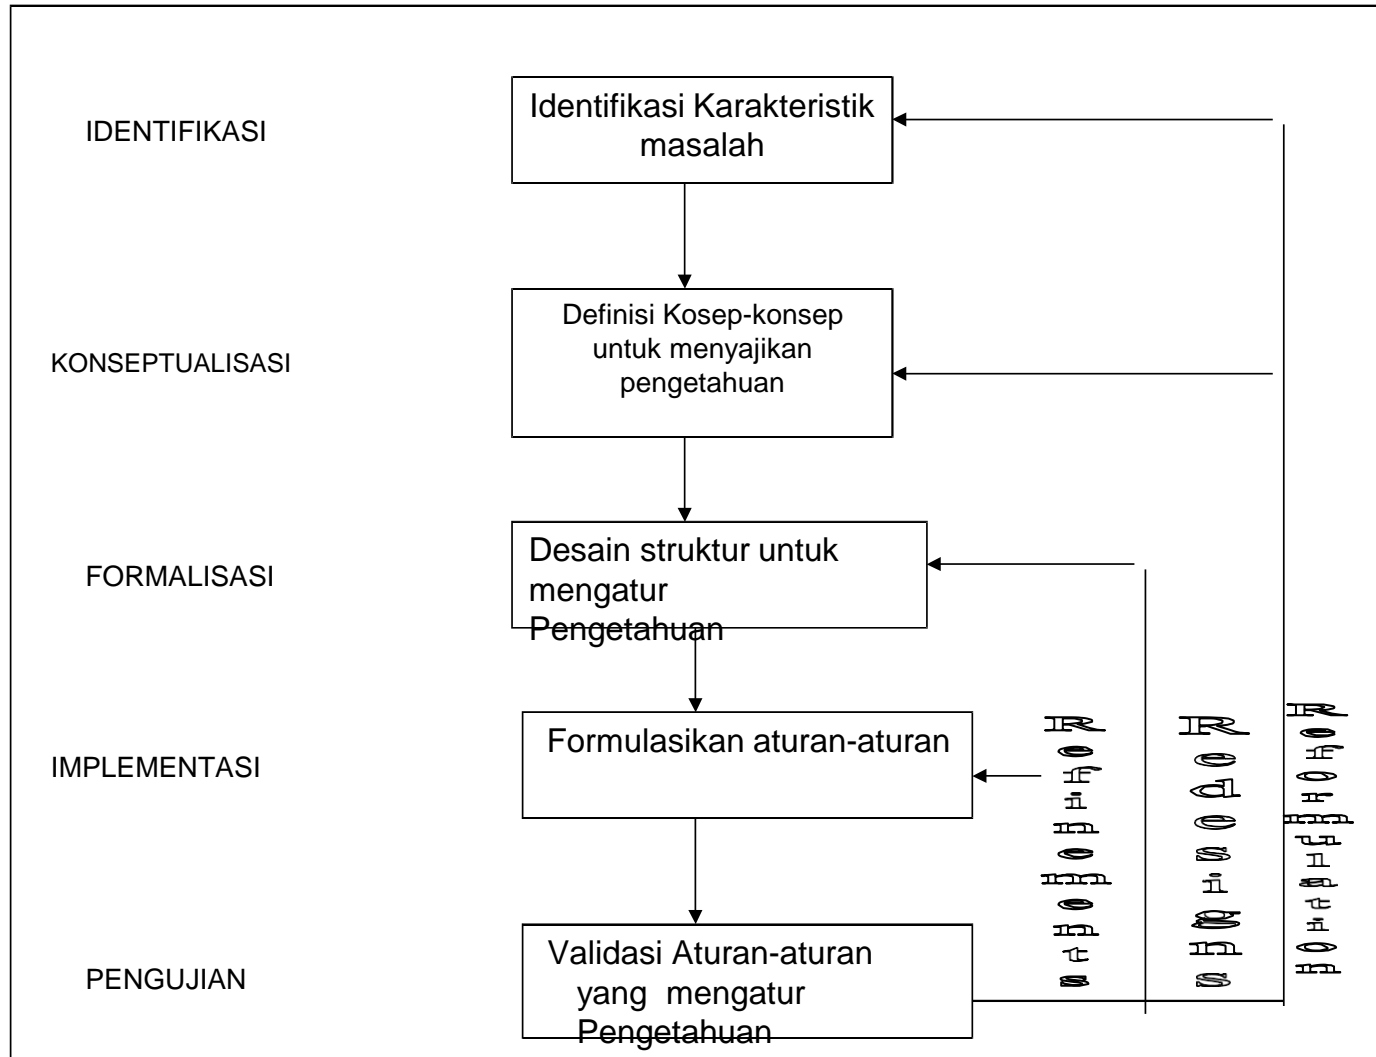 IDENTIFIKASI
Identifikasi Karakteristik
masalah
KONSEPTUALISASI
Definisi Kosep-konsep
untuk menyajikan
pengetahuan
FORMALISASI
Desain struktur untuk
mengatur
Pengetahuan
IMPLEMENTASI
Formulasikan aturan-aturan
PENGUJIAN
Validasi Aturan-aturan
yang mengatur
Pengetahuan
Refinements
Redesigns
Reformulation